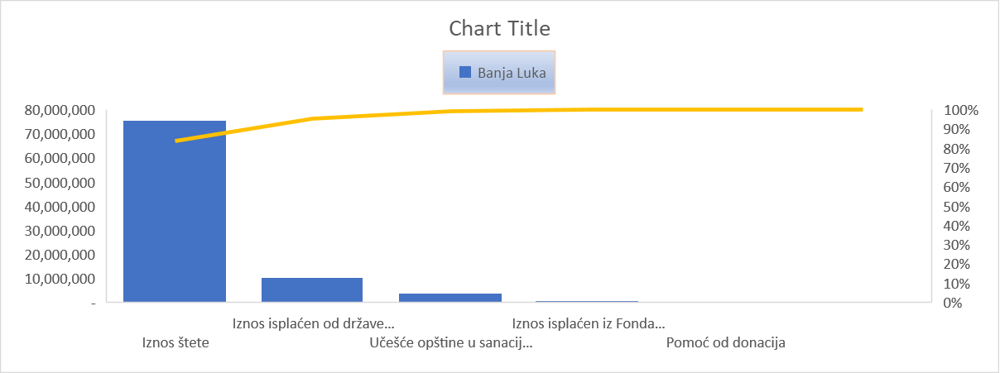 Chart Title
Banja Luka
80,000,000
70,000,000
60,000,000
50,000,000
40,000,000
30,000,000
20,000,000
10,000,000
-
100%
90%
80%
70%
60%
50%
40%
30%
20%
10%
0%
Iznos isplaćen od države...
Iznos isplaćen iz Fonda...
Iznos štete
Učešće opštine u sanacij...
Pomoć od donacija